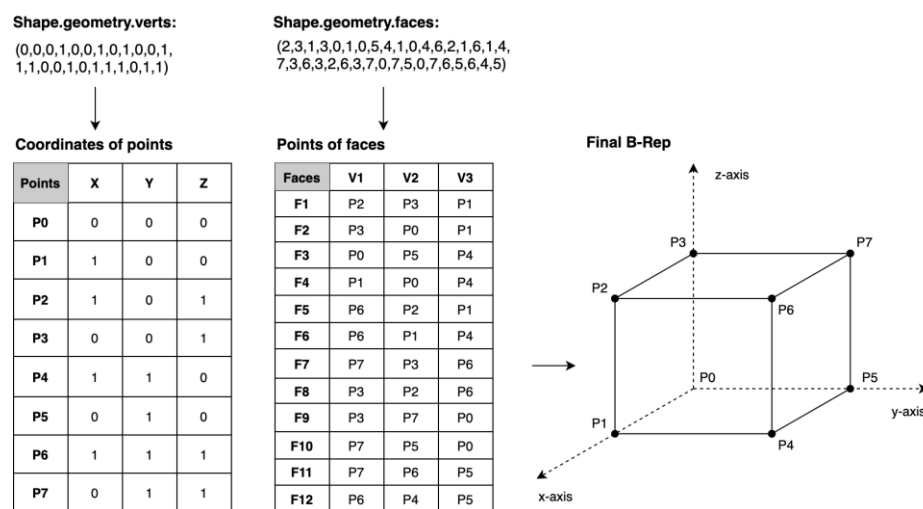 Shape.geometry.verts:
(0,0,0,1,0,0,1,0,1,0,0,1,
1,1,0,0,1,0,1,1,1,0,1,1)
Shape.geometry.faces:
(2,3,1,3,0,1,0,5,4,1,0,4,6,2,1,6,1,4,
7,3,6,3,2,6,3,7,0,7,5,0,7,6,5,6,4,5)
Coordinates of points
Points X Y Z
P0 0 0 0
P1 1 0 0
P2 1 0 1
P3 0 0 1
P4 1 1 0
P5 0 1 0
P6 1 1 1
P7 0 1 1
Points of faces
Faces V1 V2 V3
F1 P2 P3 P1
F2 P3 P0 P1
F3 P0 P5 P4
F4 P1 P0 P4
F5 P6 P2 P1
F6 P6 P1 P4
F7 P7 P3 P6
F8 P3 P2 P6
F9 P3 P7 P0
F10 P7 P5 P0
F11 P7 P6 P5
F12 P6 P4 P5
Final B-Rep
z-axis
P3
P7
P2
P6
P0
P5
y-axis
P1
P4
x-axis